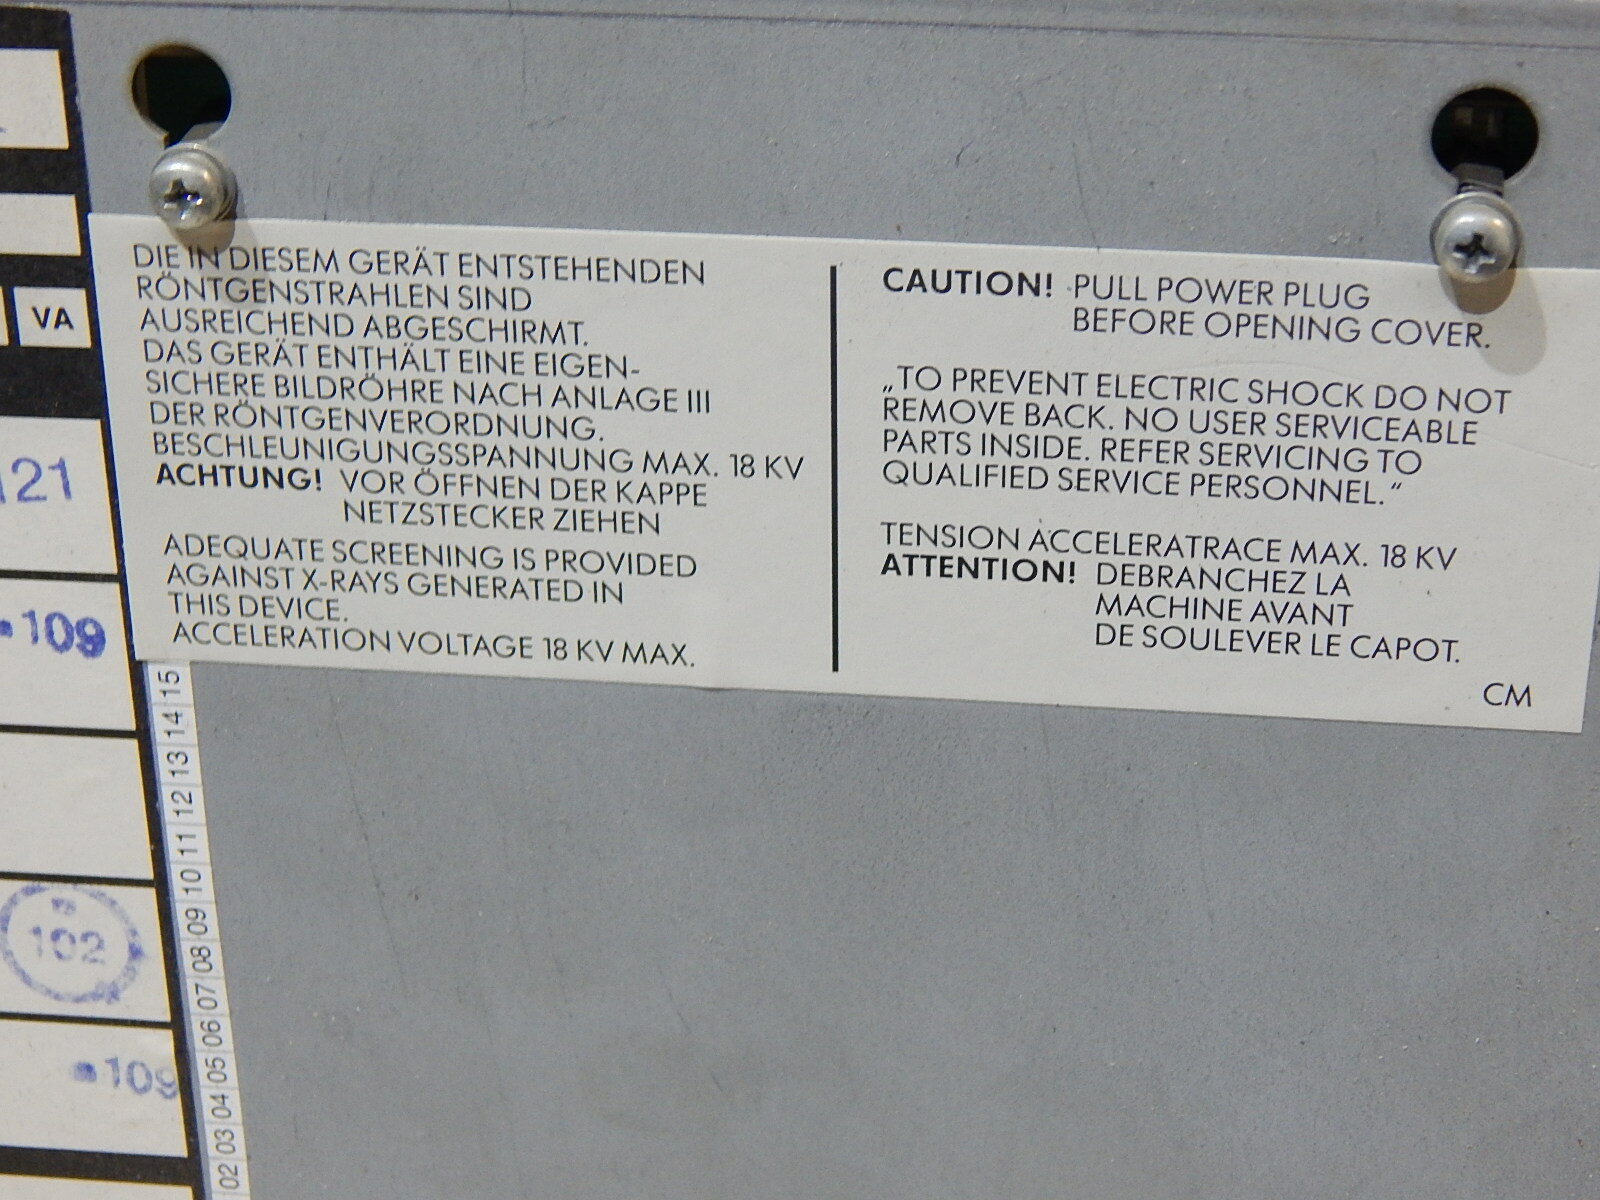 DIE IN DIESEM GERÄT ENTSTEHENDEN
RÖNTGENSTRAHLEN SIND
AUSREICHEND ABGESCHIRMT.
DAS GERÄT ENTHÄLT EINE EIGEN-
SICHERE BILDRÖHRE NACH ANLAGE III
DER RÖNTGENVERORDNUNG.
BESCHLEUNIGUNGSSPANNUNG MAX. 18 KV
ACHTUNG! VOR ÖFFNEN DER KAPPE
NETZSTECKER ZIEHEN
ADEQUATE SCREENING IS PROVIDED
AGAINST X-RAYS GENERATED IN
THIS DEVICE.
ACCELERATION VOLTAGE 18 KV MAX.
CAUTION! PULL POWER PLUG
BEFORE OPENING COVER.
„TO PREVENT ELECTRIC SHOCK DO NOT
REMOVE BACK. NO USER SERVICEABLE
PARTS INSIDE. REFER SERVICING TO
QUALIFIED SERVICE PERSONNEL.“
TENSION ACCELERATRACE MAX. 18 KV
ATTENTION! DEBRANCHEZ LA
MACHINE AVANT
DE SOULEVER LE CAPOT.
CM
VA
121
109
102
109
02 03 04 05 06 07 08 09 10 11 12 13 14 15